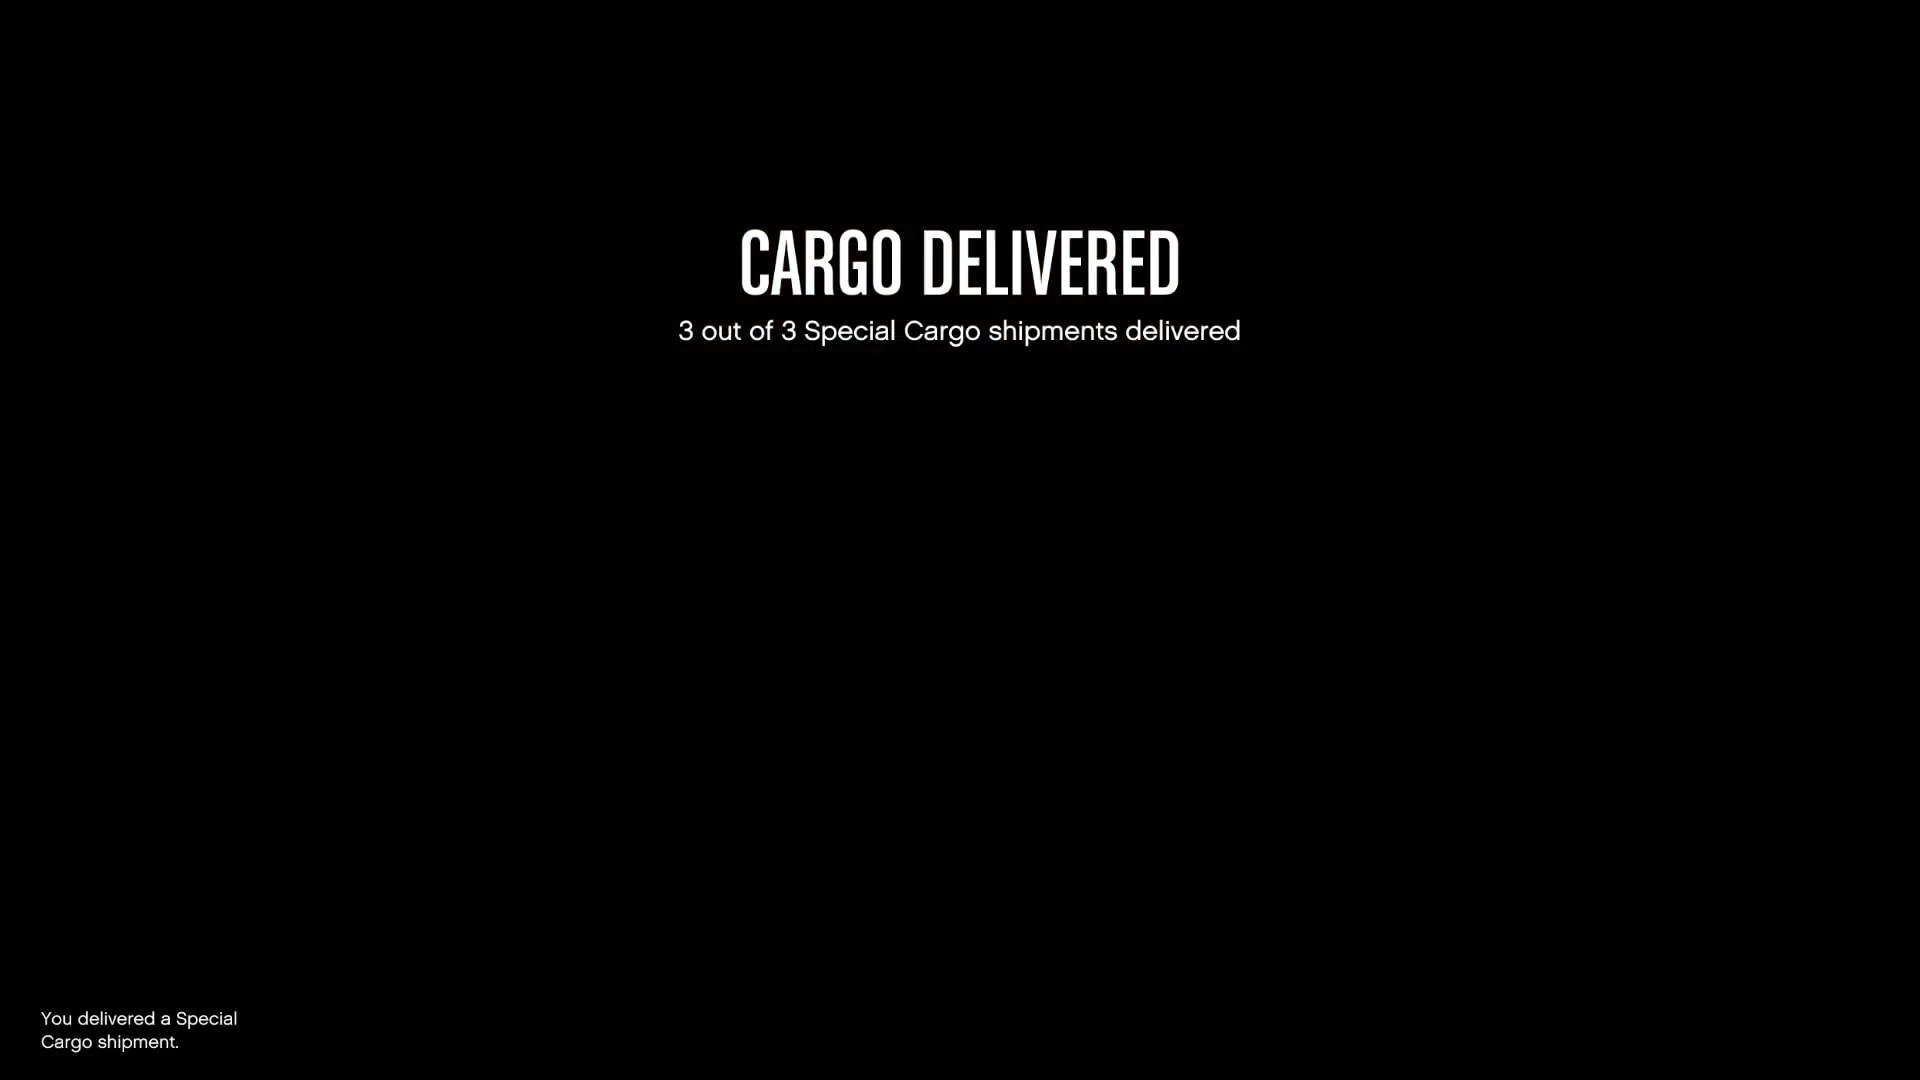 CARGO DELIVERED
3 out of 3 Special Cargo shipments delivered
You delivered a Special
Cargo shipment.